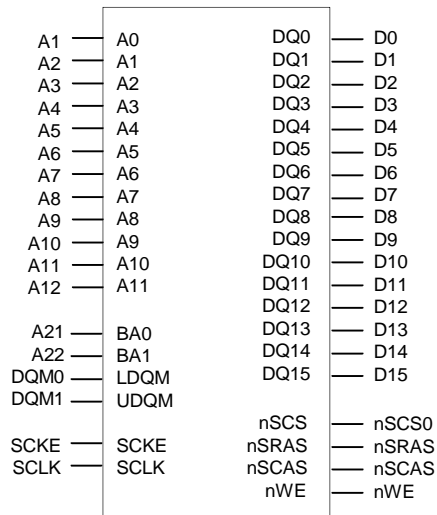 A1 A0 DQ0 D0
A2 A1 DQ1 D1
A3 A2 DQ2 D2
A4 A3 DQ3 D3
A5 A4 DQ4 D4
A6 A5 DQ5 D5
A7 A6 DQ6 D6
A8 A7 DQ7 D7
A9 A8 DQ8 D8
A10 A9 DQ9 D9
A11 A10 DQ10 D10
A12 A11 DQ11 D11
DQ12 D12
A21 BA0 DQ13 D13
A22 BA1 DQ14 D14
DQM0 LDQM DQ15 D15
DQM1 UDQM
nSCS nSCS0
SCKE SCKE nSRAS nSRAS
SCLK SCLK nSCAS nSCAS
nWE nWE